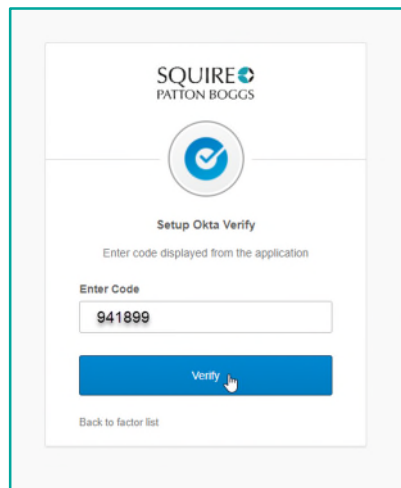 SQUIRE
PATTON BOGGS
Setup Okta Verify
Enter code displayed from the application
Enter Code
941899
Verify
Back to factor list